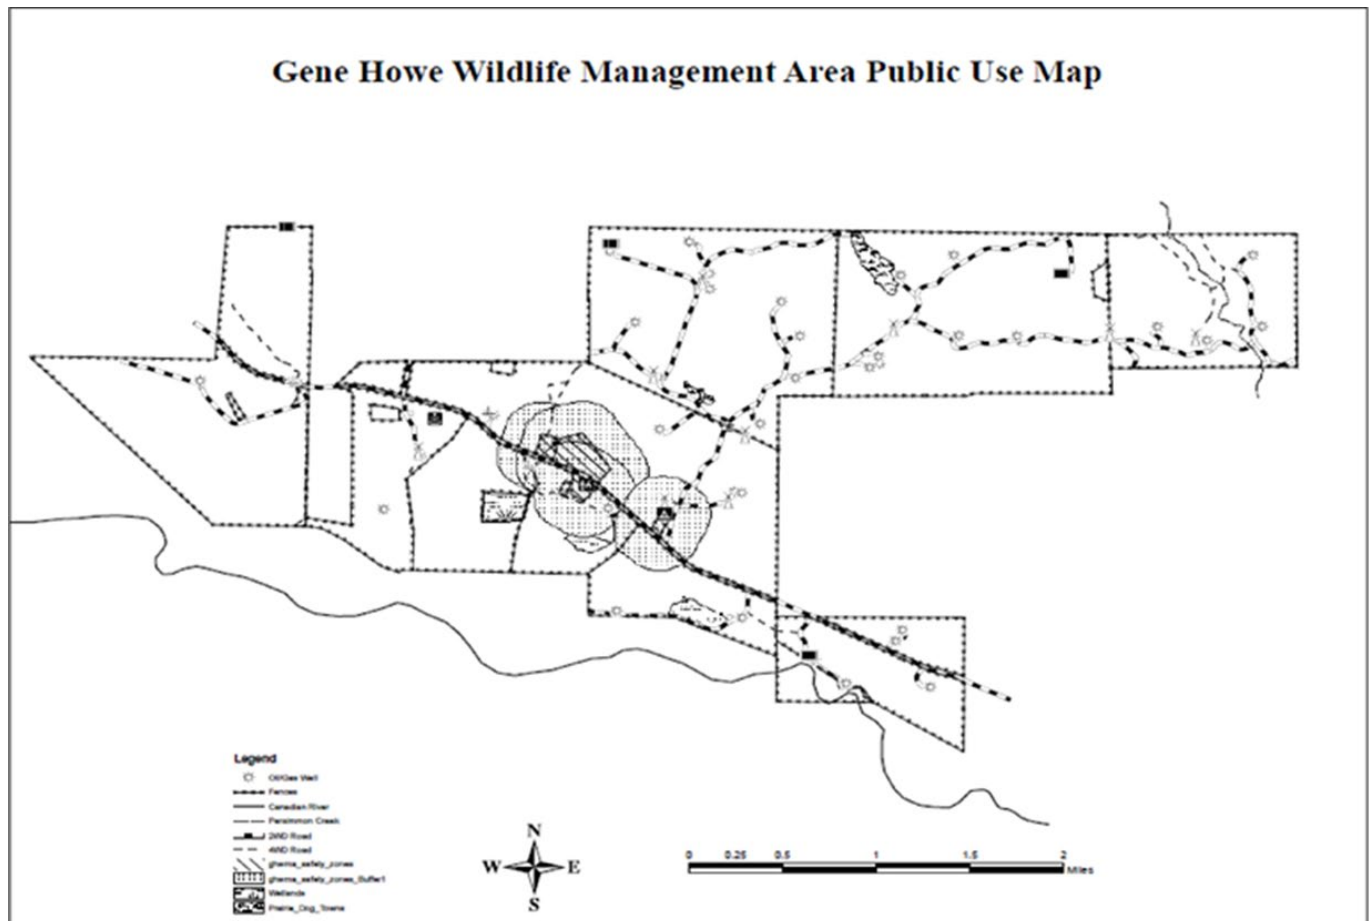 Gene Howe Wildlife Management Area Public Use Map
Legend
Oil/Gas Well
Fences
Canadian River
Persimmon Creek
2WD Road
4WD Road
ghwma_safety_zones
ghwma_safety_zones_Buffer1
Wetlands
Prairie_Dog_Towns
N
W E
S
0 0.25 0.5 1 1.5 2
Miles